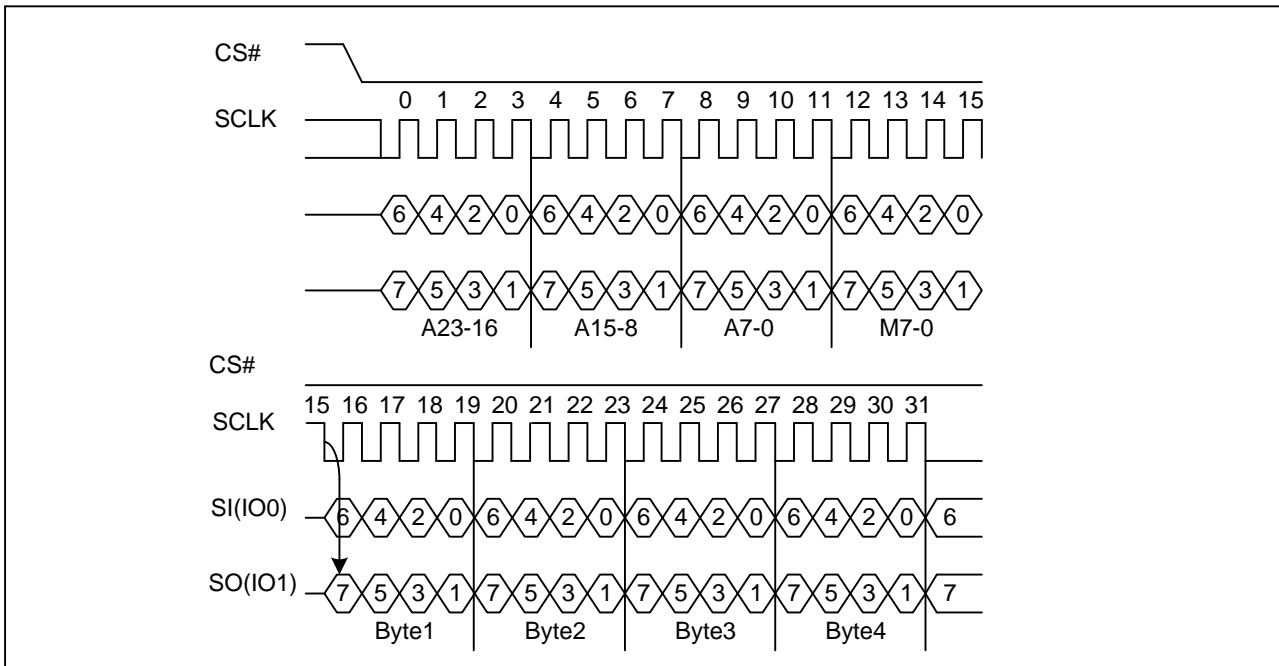 CS#
0 1 2 3 4 5 6 7 8 9 10 11 12 13 14 15
SCLK
6 4 2 0 6 4 2 0 6 4 2 0 6 4 2 0
7 5 3 1 7 5 3 1 7 5 3 1 7 5 3 1
A23-16 A15-8 A7-0 M7-0
CS#
15 16 17 18 19 20 21 22 23 24 25 26 27 28 29 30 31
SCLK
SI(IO0) 6 4 2 0 6 4 2 0 6 4 2 0 6 4 2 0 6
SO(IO1) 7 5 3 1 7 5 3 1 7 5 3 1 7 5 3 1 7
Byte1 Byte2 Byte3 Byte4